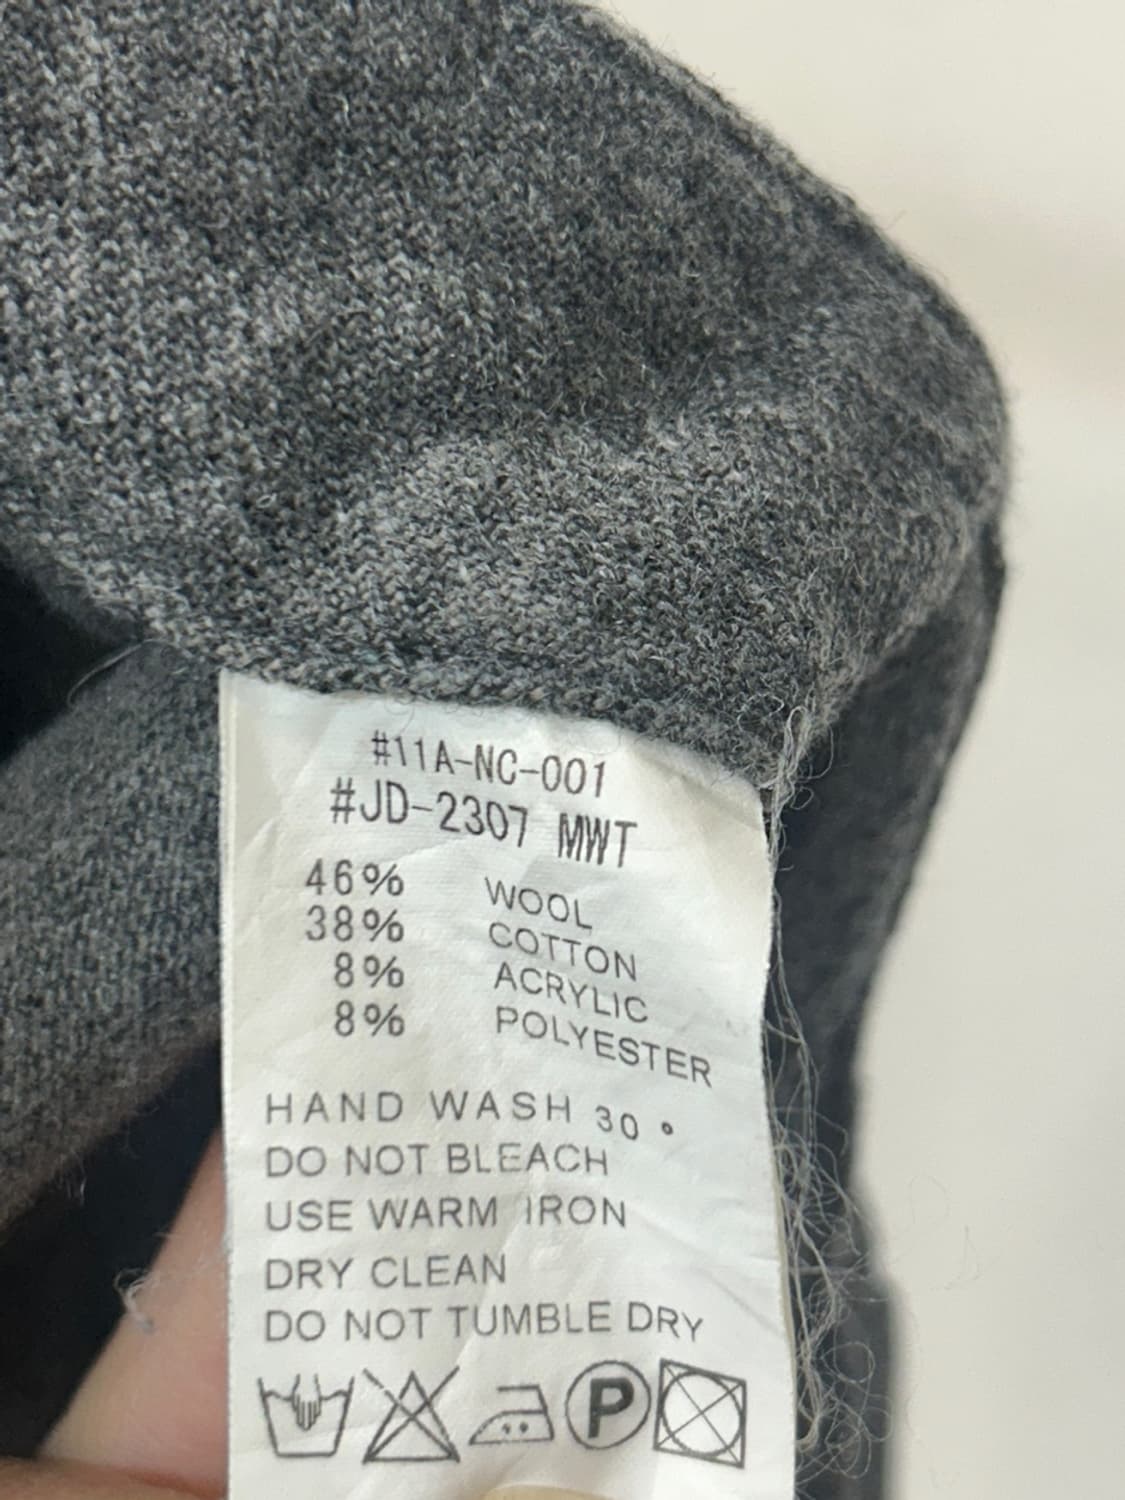 #11A-NC-001
#JD-2307 MWT
46% WOOL
38% COTTON
8% ACRYLIC
8% POLYESTER
HAND WASH 30°
DO NOT BLEACH
USE WARM IRON
DRY CLEAN
DO NOT TUMBLE DRY
P